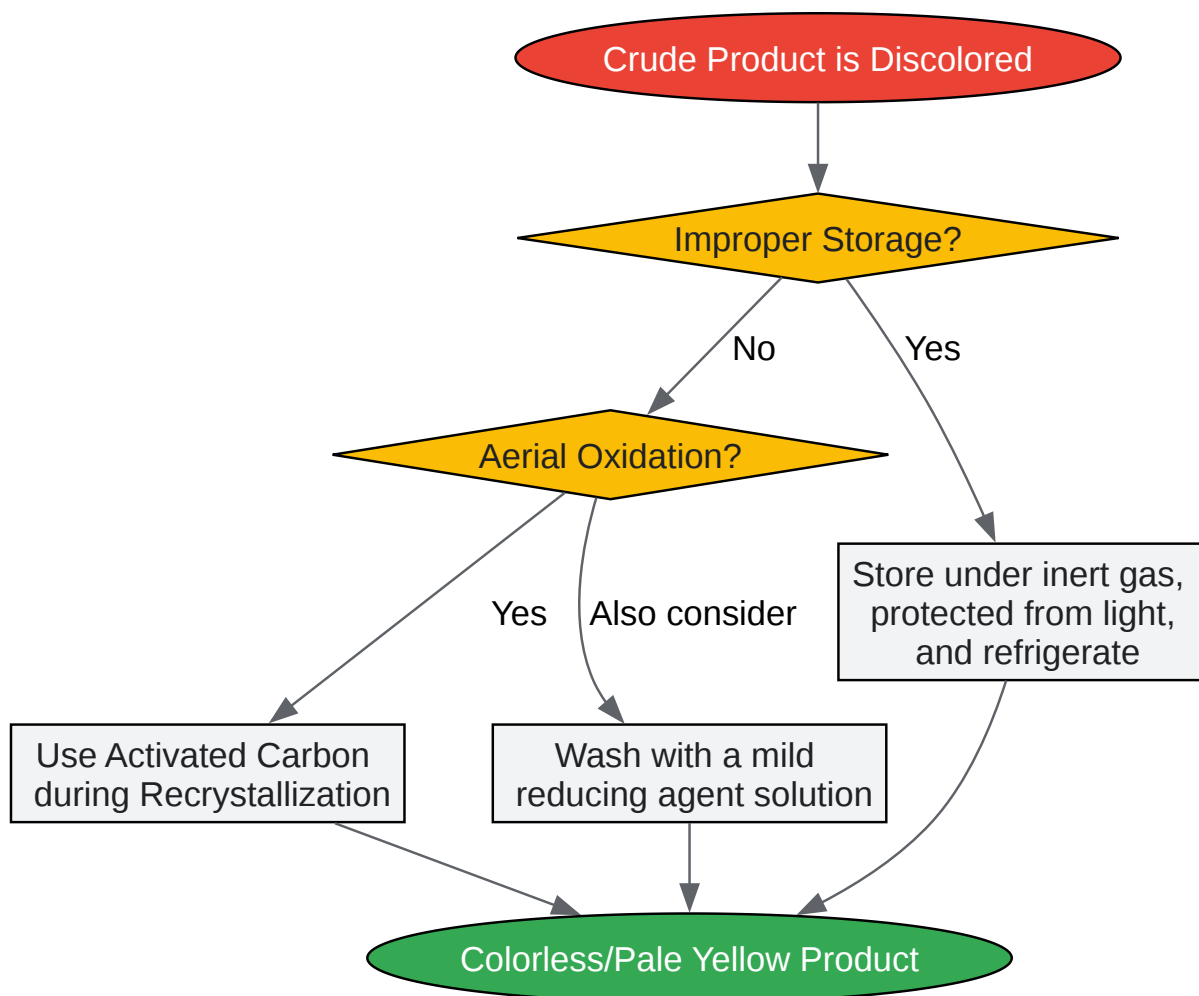 Crude Product is Discolored
Improper Storage?
No
Yes
Aerial Oxidation?
Store under inert gas,
protected from light,
and refrigerate
Yes
Also consider
Use Activated Carbon
during Recrystallization
Wash with a mild
reducing agent solution
Colorless/Pale Yellow Product